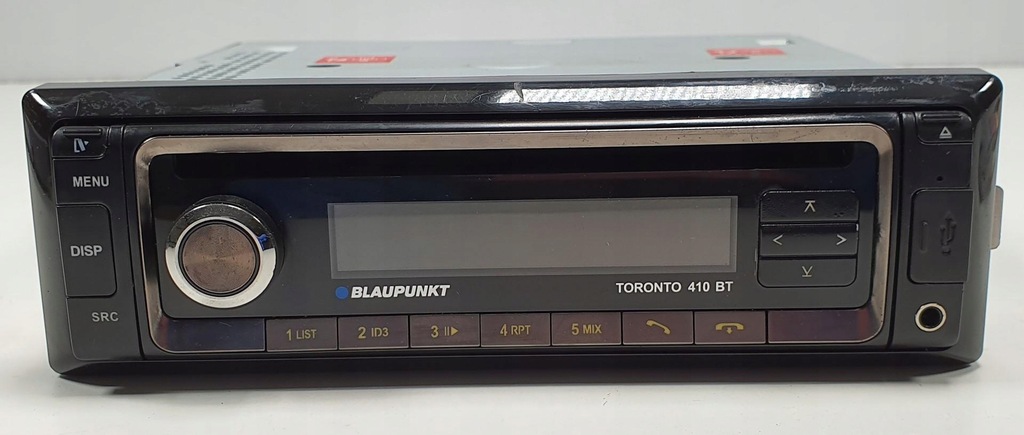 MENU
DISP
SRC
BLAUPUNKT
TORONTO 410 BT
1 LIST
2 ID3
3
4 RPT
5 MIX